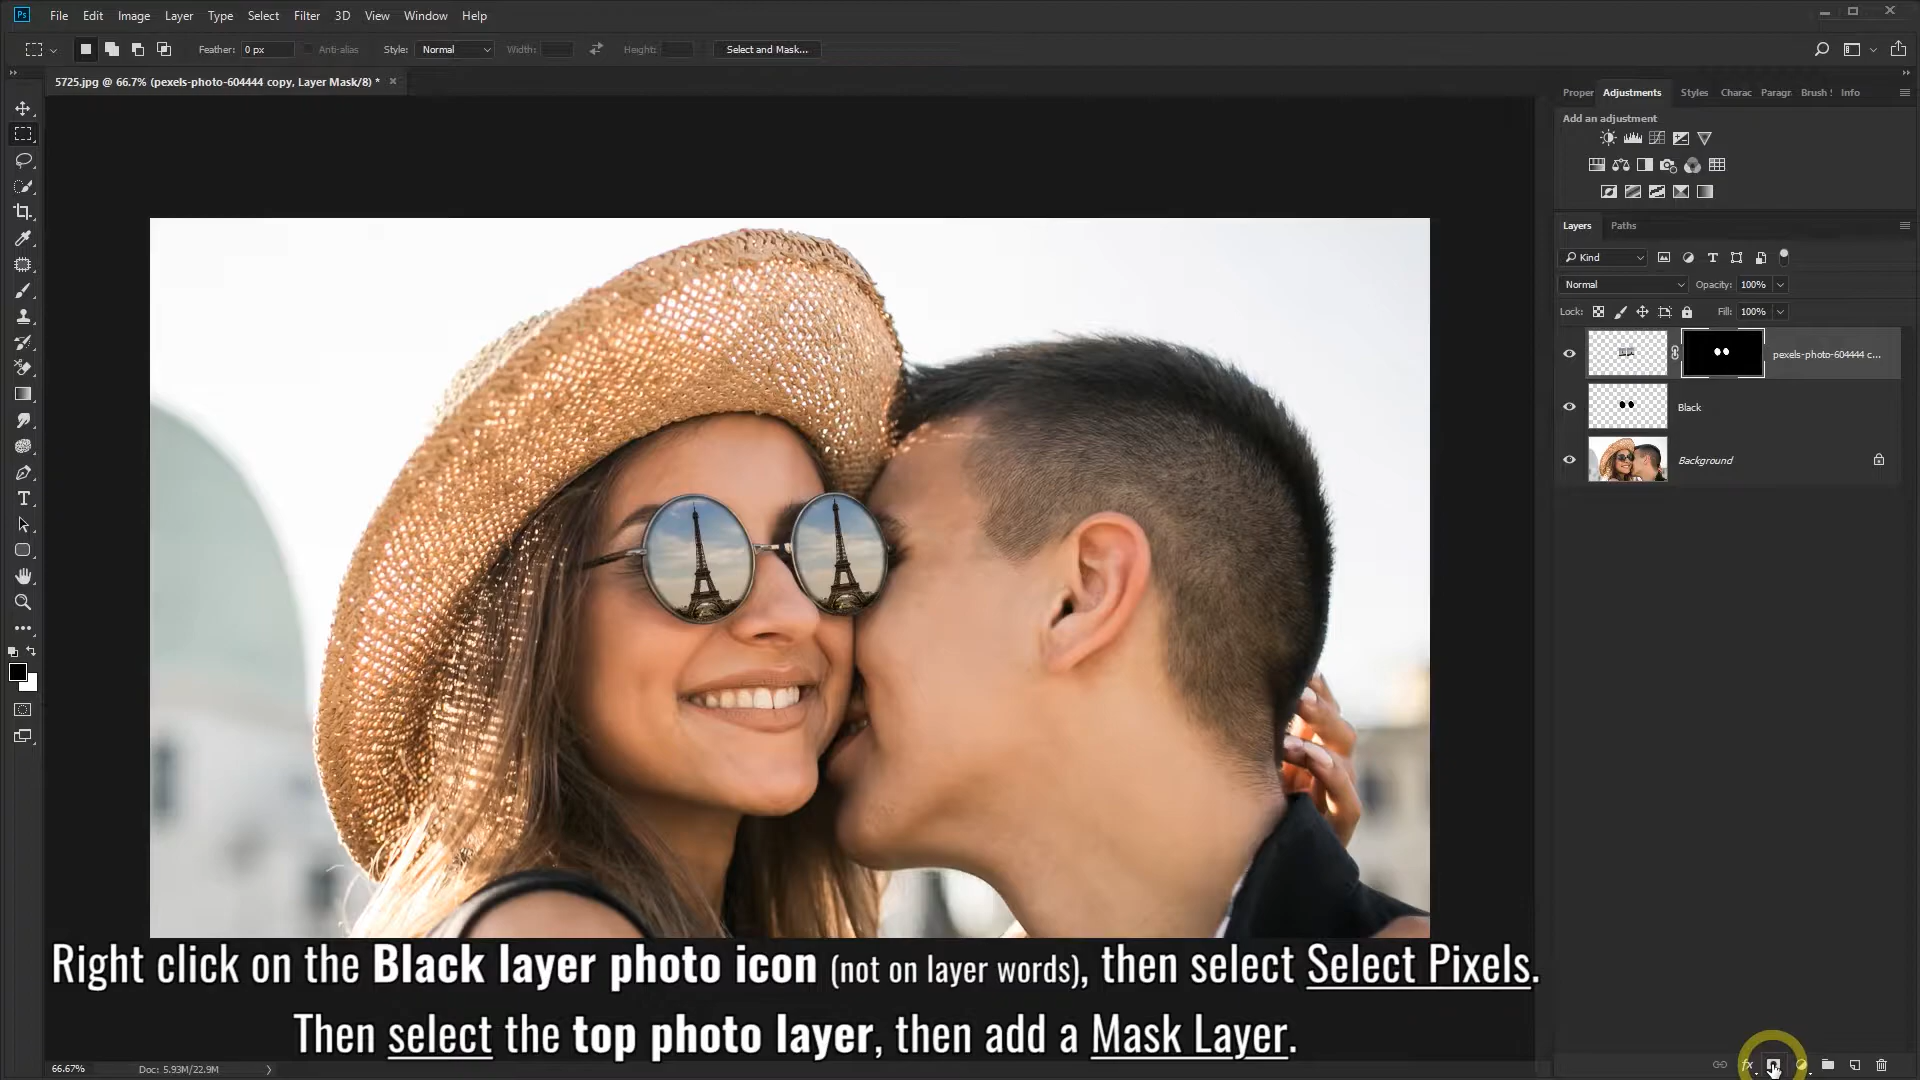 Ps File Edit Image Layer Type Select Filter 3D View Window Help
Feather: 0 px Anti-alias Style: Normal Width: Height: Select and Mask...
5725.jpg @ 66.7% (pexels-photo-604444 copy, Layer Mask/8) *
Proper Adjustments Styles Charac Paragr Brush Info
Add an adjustment
Layers Paths
Kind
Normal Opacity: 100%
Lock: Fill: 100%
pexels-photo-604444 c...
Black
Background
Right click on the Black layer photo icon (not on layer words), then select Select Pixels.
Then select the top photo layer, then add a Mask Layer.
66.67% Doc: 5.93M/22.9M
fx